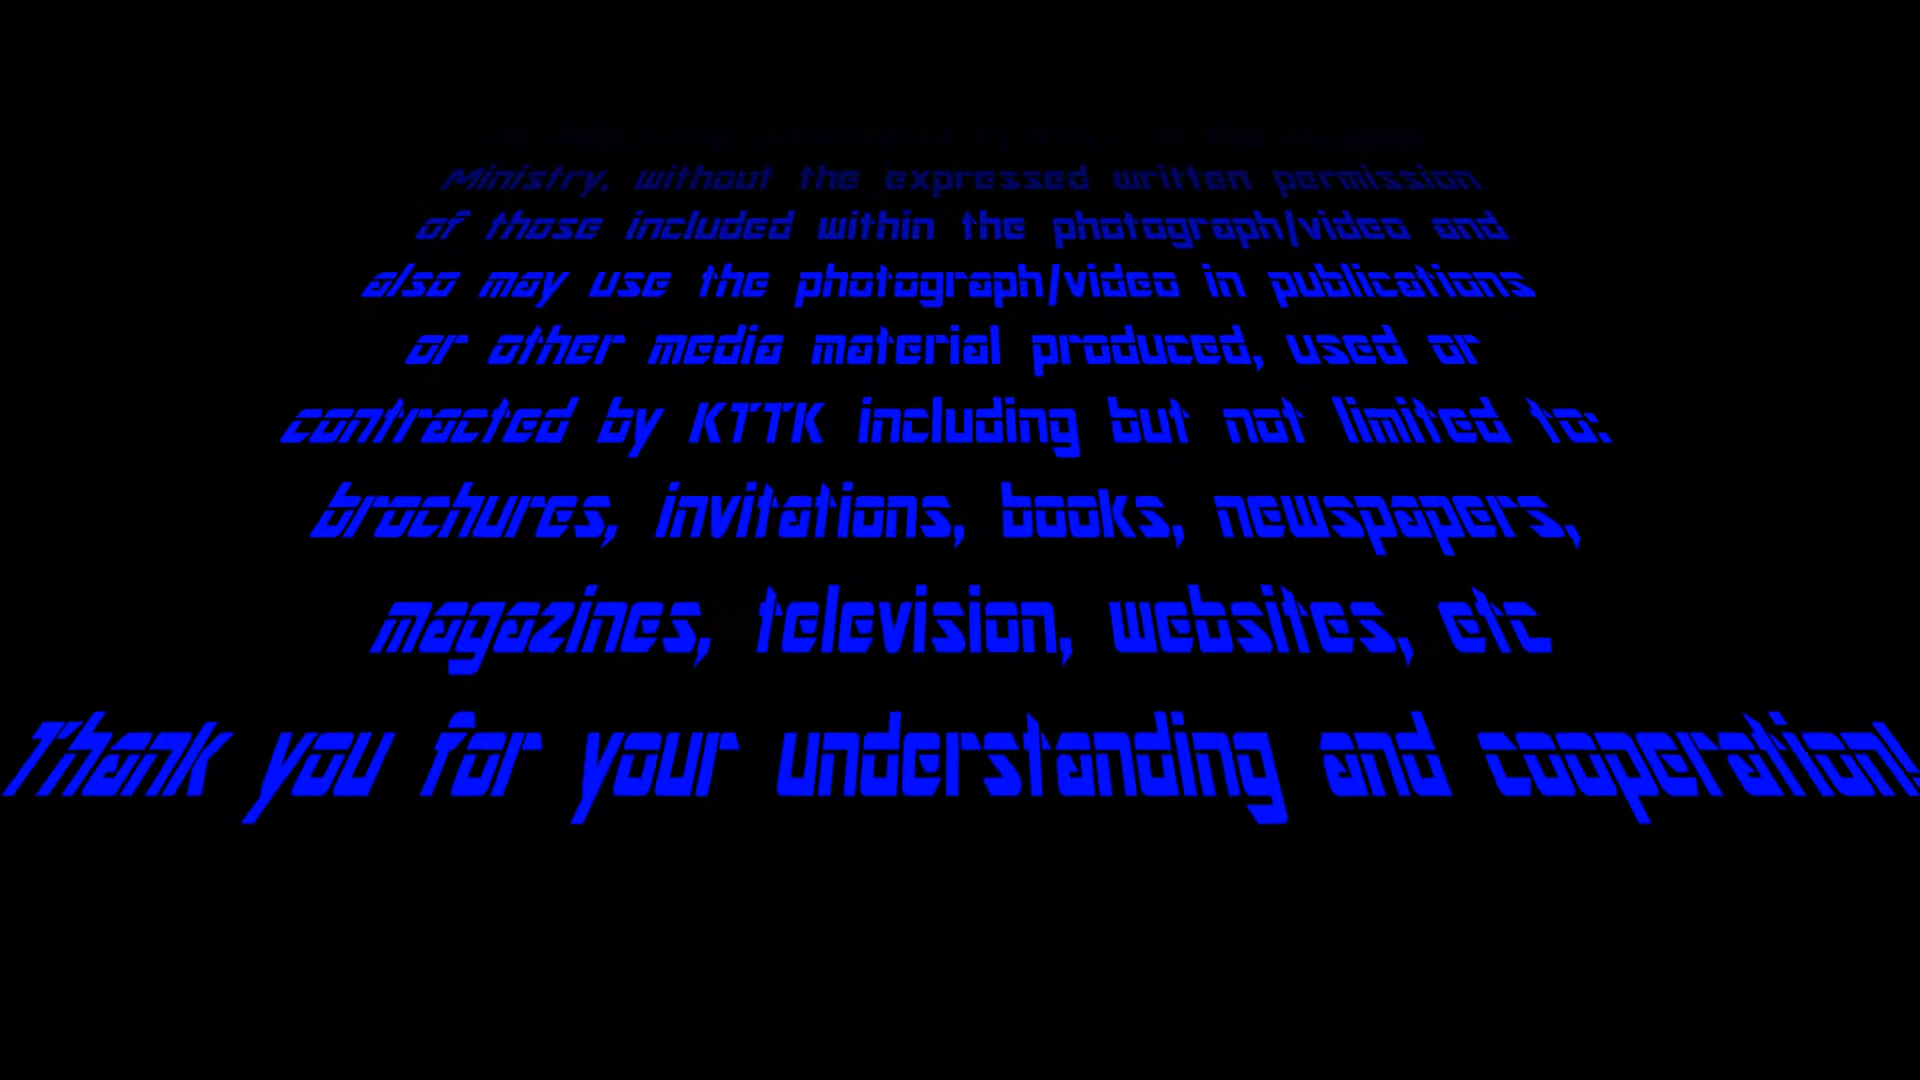 Ministry, without the expressed written permission
of those included within the photograph/video and
also may use the photograph/video in publications
or other media material produced, used or
contracted by KTTK including but not limited to:
brochures, invitations, books, newspapers,
magazines, television, websites, etc.
Thank you for your understanding and cooperation!